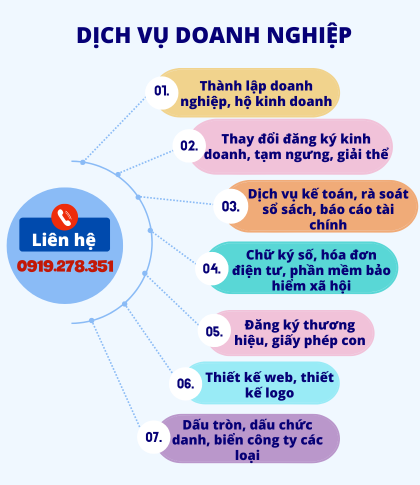 DỊCH VỤ DOANH NGHIỆP
01.
Thành lập doanh
nghiệp, hộ kinh doanh
02.
Thay đổi đăng ký kinh
doanh, tạm ngưng, giải thể
03.
Dịch vụ kế toán, rà soát
sổ sách, báo cáo tài
chính
Liên hệ
0919.278.351
04.
Chữ ký số, hóa đơn
điện tư, phần mềm bảo
hiểm xã hội
05.
Đăng ký thương
hiệu, giấy phép con
06.
Thiết kế web, thiết
kế logo
07.
Dấu tròn, dấu chức
danh, biển công ty các
loại